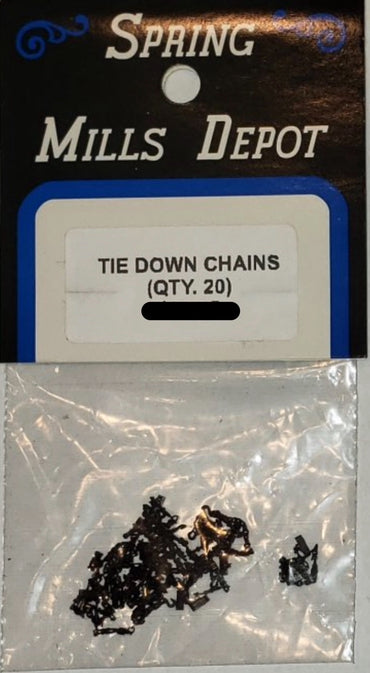 SPRING
MILLS DEPOT
TIE DOWN CHAINS
(QTY. 20)